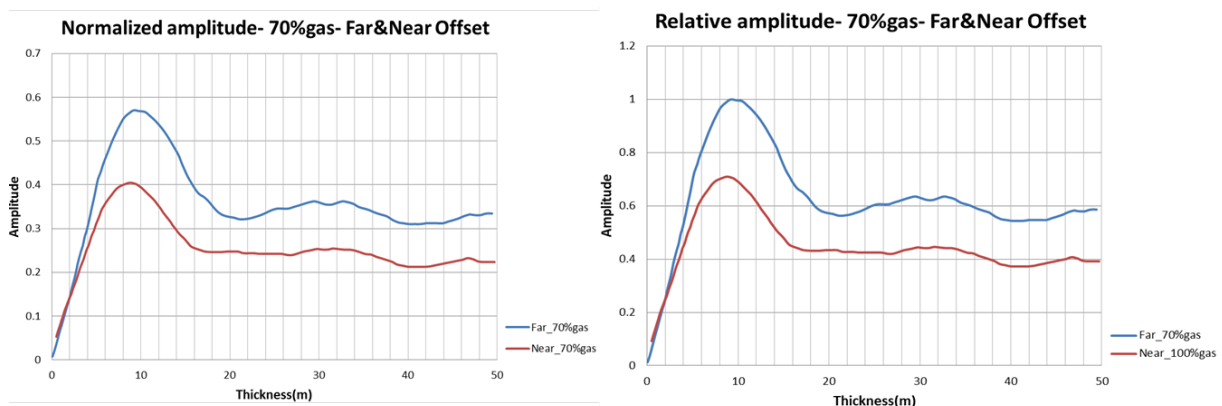 Normalized amplitude- 70%gas- Far&Near Offset
0.7
0.6
0.5
0.4
0.3
0.2
0.1
0
Amplitude
0
10
20
30
40
50
Thickness(m)
Far_70%gas
Near_70%gas
Relative amplitude- 70%gas- Far&Near Offset
1.2
1
0.8
0.6
0.4
0.2
0
Amplitude
0
10
20
30
40
50
Thickness(m)
Far_70%gas
Near_100%gas